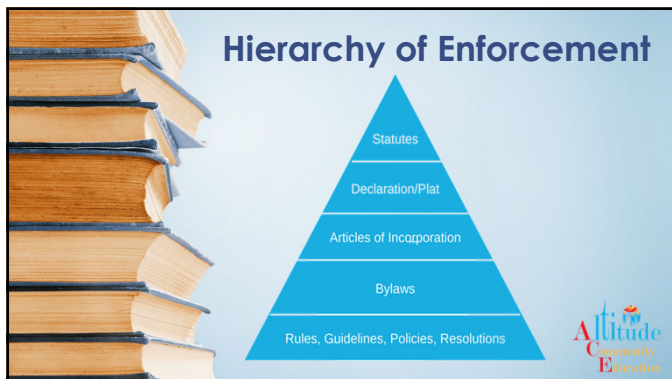 Hierarchy of Enforcement
Statutes
Declaration/Plat
Articles of Incorporation
Bylaws
Rules, Guidelines, Policies, Resolutions
Altitude
Community
Education